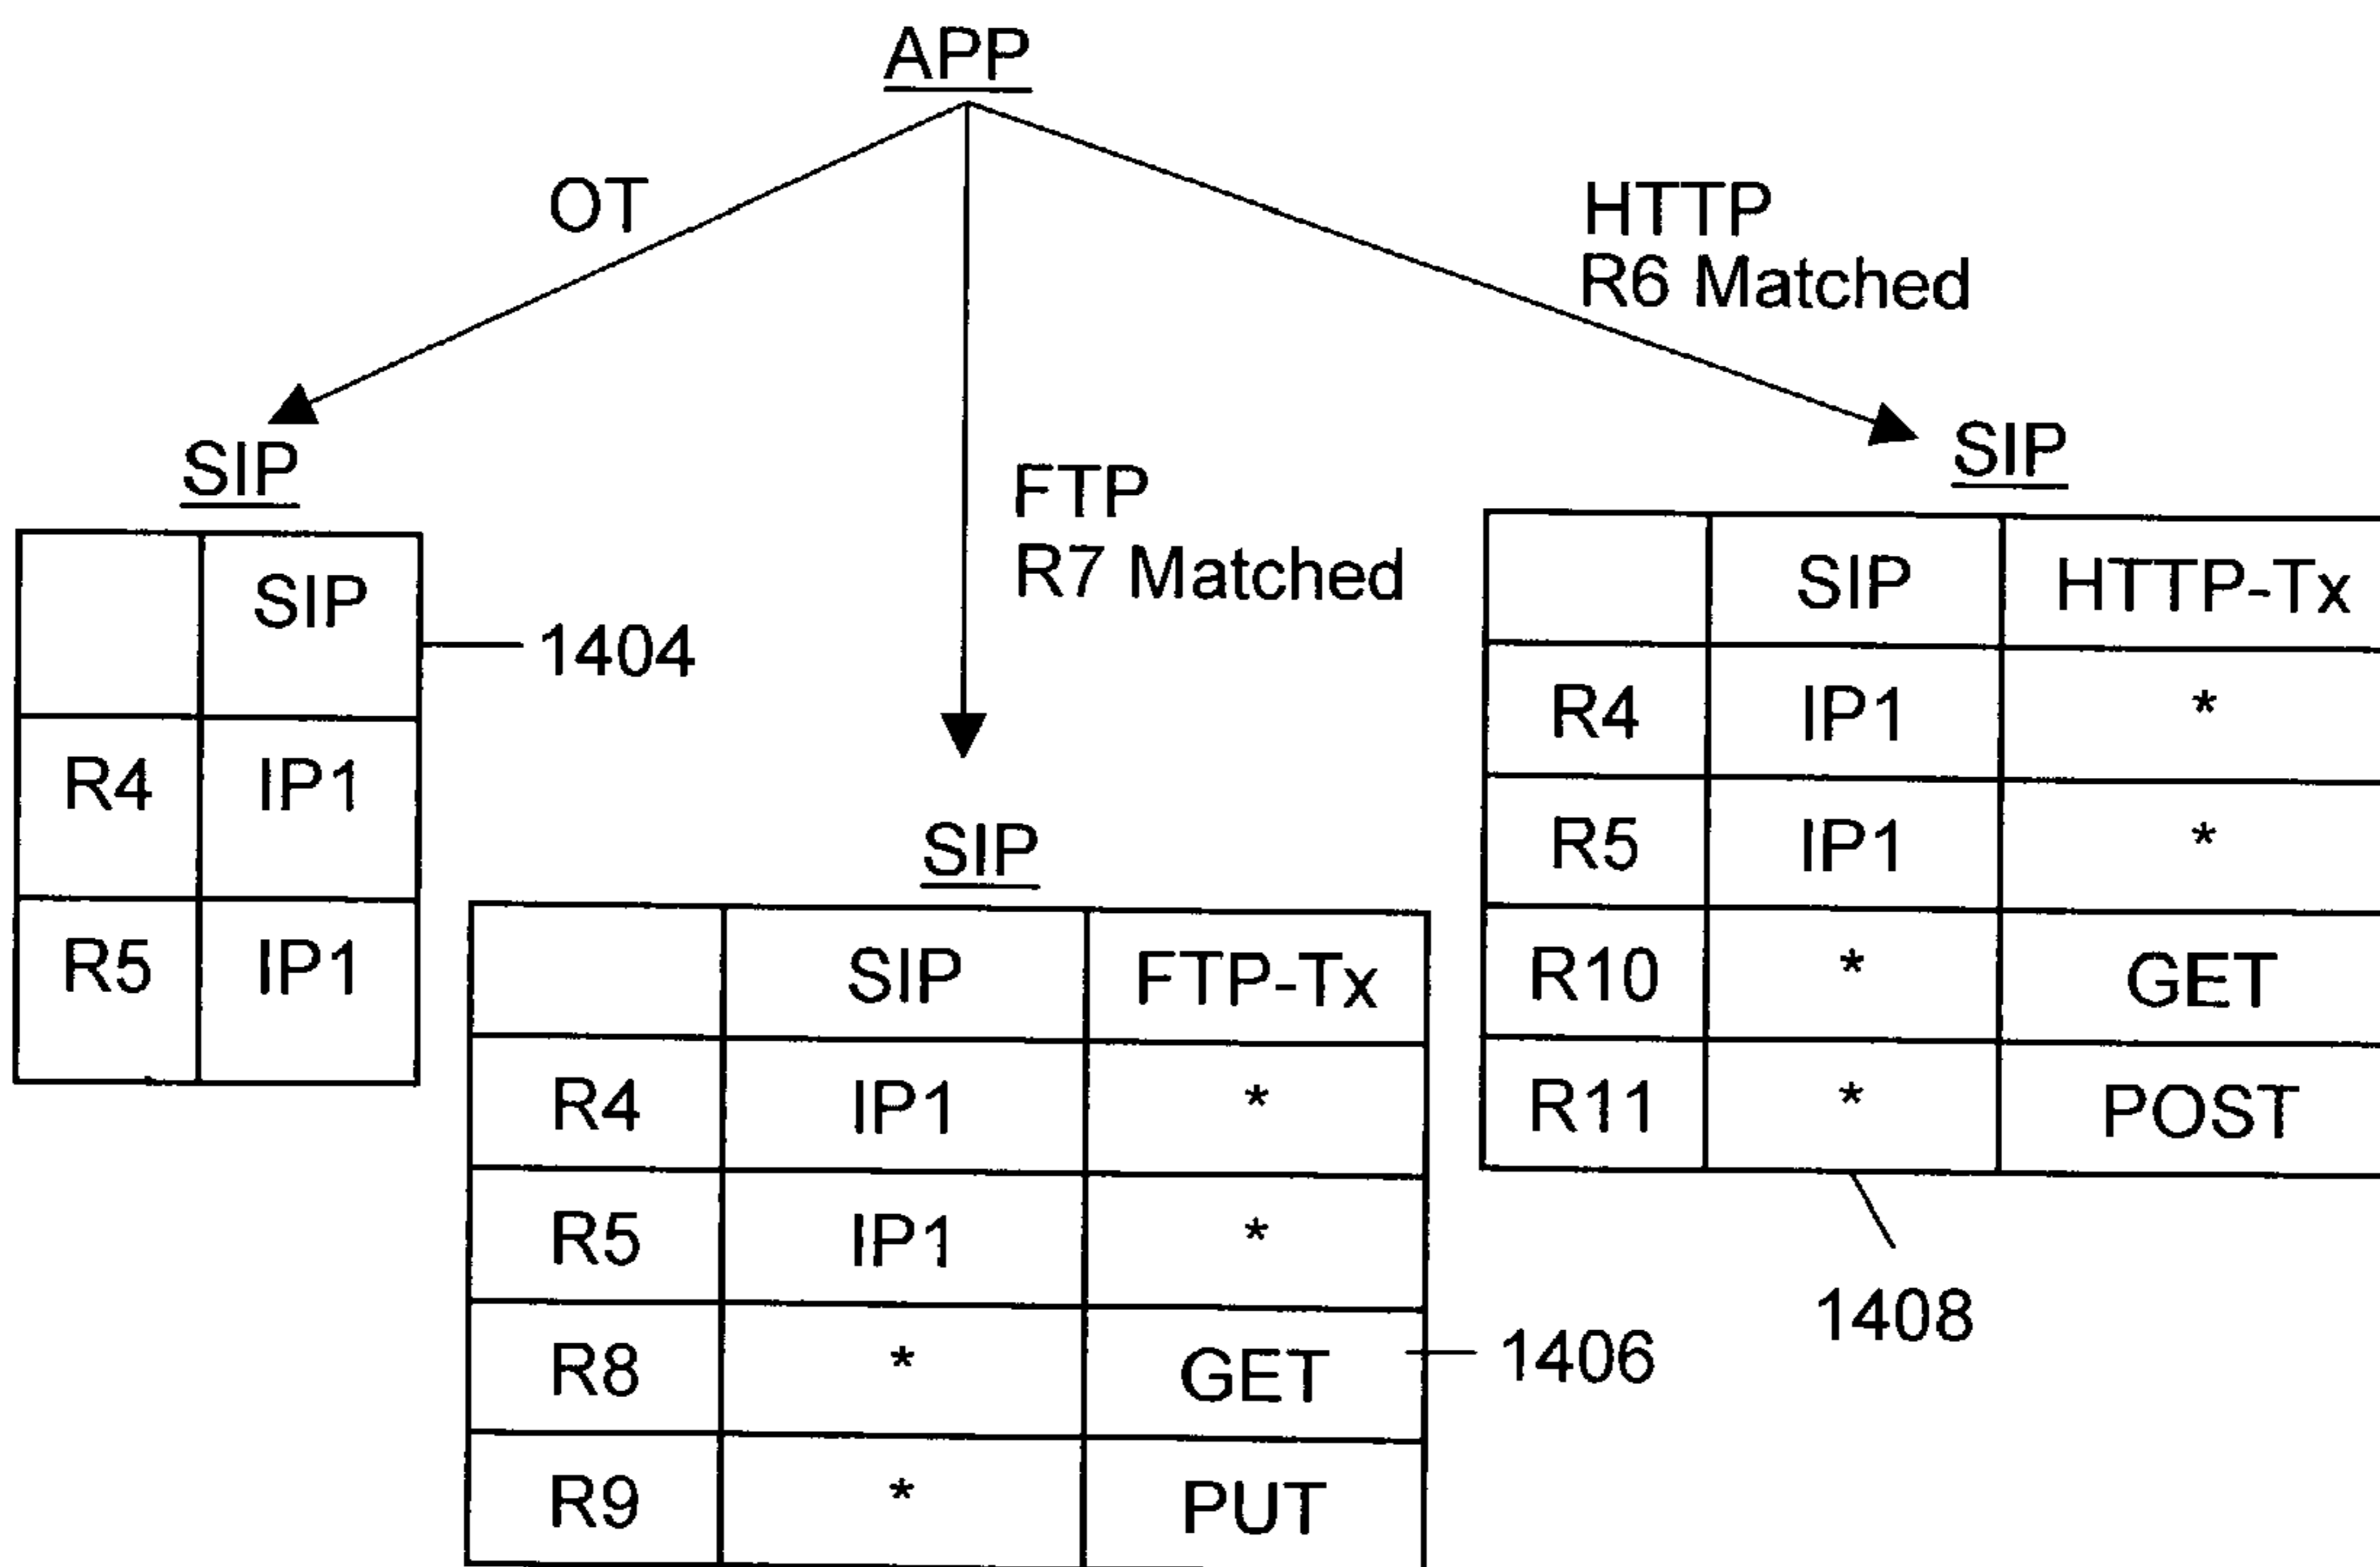 APP
OT
HTTP
R6 Matched
FTP
R7 Matched
SIP
SIP
1404
R4 IP1
R5 IP1
SIP
SIP FTP-Tx
R4 IP1 *
R5 IP1 *
R8 * GET
R9 * PUT
1406
SIP
SIP HTTP-Tx
R4 IP1 *
R5 IP1 *
R10 * GET
R11 * POST
1408